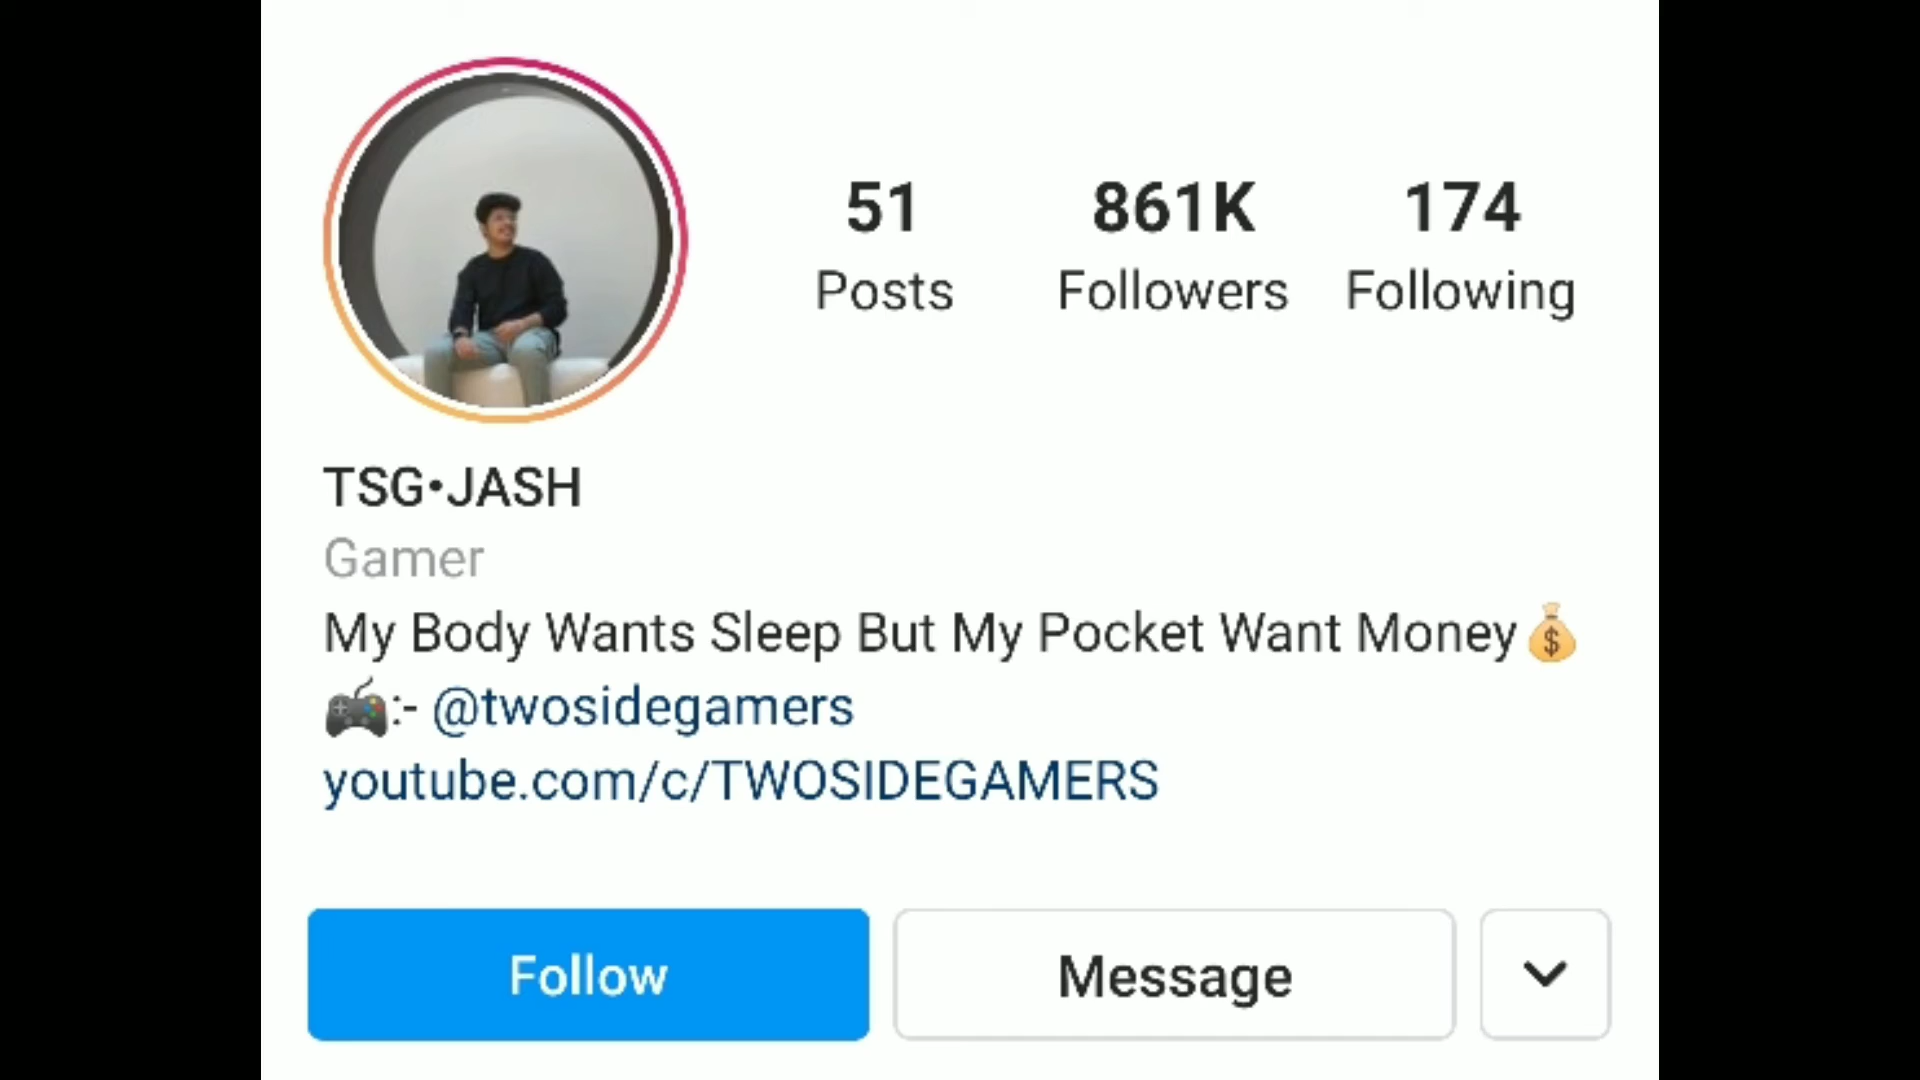 51 861K 174
Posts Followers Following
TSG•JASH
Gamer
My Body Wants Sleep But My Pocket Want Money💰
🎮:- @twosidegamers
youtube.com/c/TWOSIDEGAMERS
Follow Message